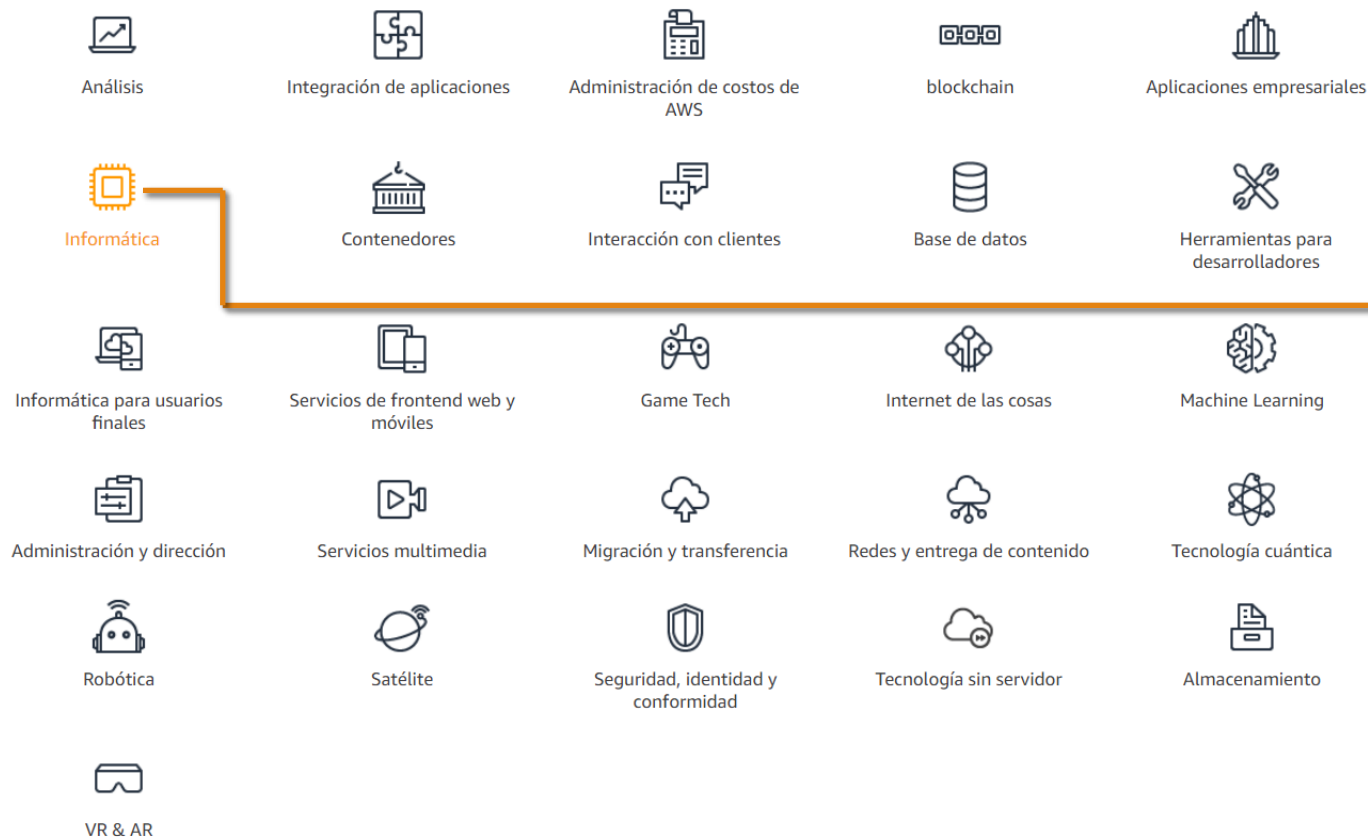 Análisis
Integración de aplicaciones
Administración de costos de
AWS
blockchain
Aplicaciones empresariales
Informática
Contenedores
Interacción con clientes
Base de datos
Herramientas para
desarrolladores
Informática para usuarios
finales
Servicios de frontend web y
móviles
Game Tech
Internet de las cosas
Machine Learning
Administración y dirección
Servicios multimedia
Migración y transferencia
Redes y entrega de contenido
Tecnología cuántica
Robótica
Satélite
Seguridad, identidad y
conformidad
Tecnología sin servidor
Almacenamiento
VR & AR